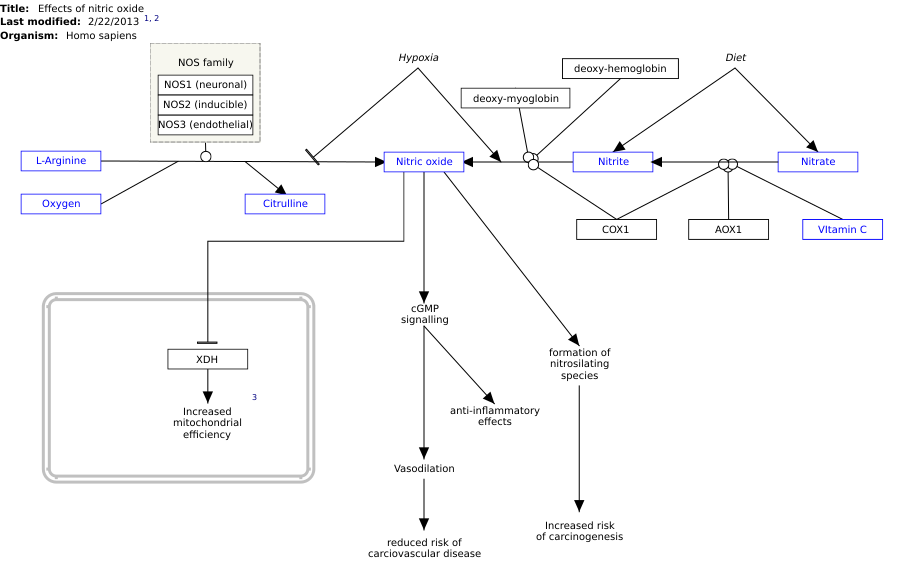 Title: Effects of nitric oxide
Last modified: 2/22/2013 1, 2
Organism: Homo sapiens
NOS family
NOS1 (neuronal)
NOS2 (inducible)
NOS3 (endothelial)
Hypoxia
deoxy-hemoglobin
deoxy-myoglobin
Diet
L-Arginine
Nitric oxide
Nitrite
Nitrate
Oxygen
Citrulline
COX1
AOX1
VItamin C
cGMP
signalling
XDH
formation of
nitrosilating
species
3
Increased
mitochondrial
efficiency
anti-inflammatory
effects
Vasodilation
Increased risk
of carcinogenesis
reduced risk of
carciovascular disease